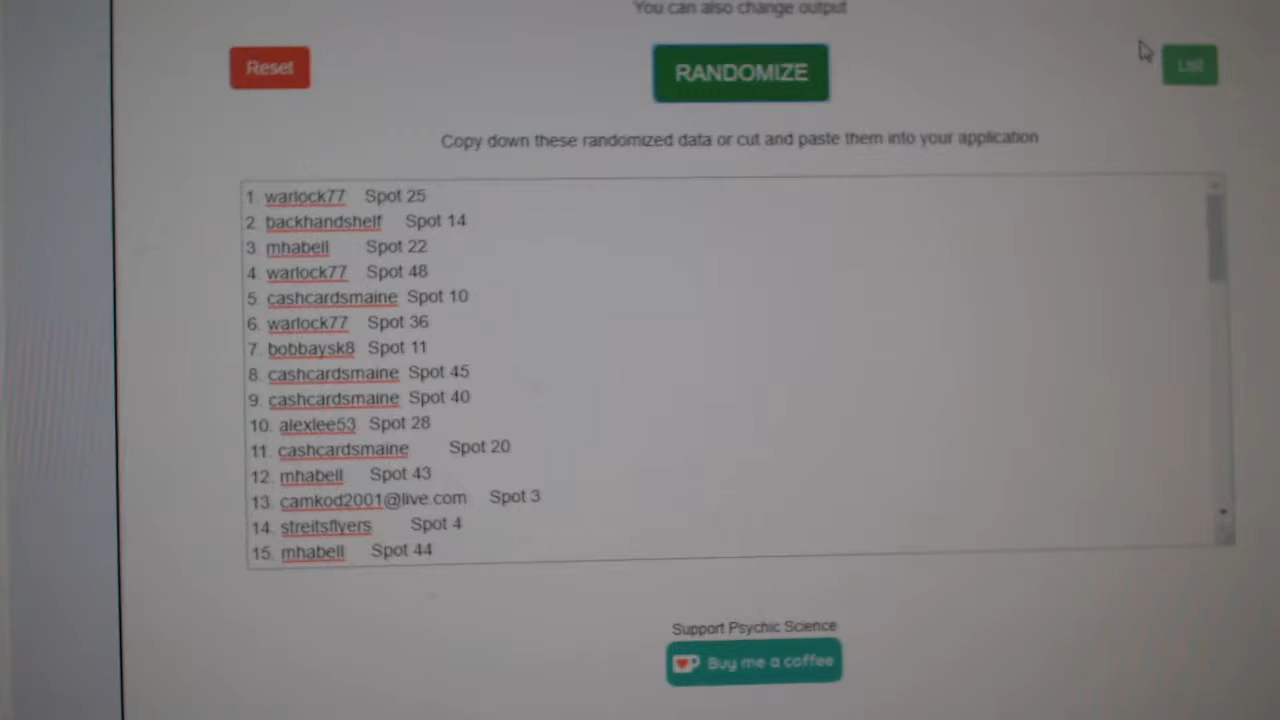 You can also change output
Reset
RANDOMIZE
List
Copy down these randomized data or cut and paste them into your application
1. warlock77 Spot 25
2. backhandshelf Spot 14
3. mhabell Spot 22
4. warlock77 Spot 48
5. cashcardsmaine Spot 10
6. warlock77 Spot 36
7. bobbaysk8 Spot 11
8. cashcardsmaine Spot 45
9. cashcardsmaine Spot 40
10. alexlee53 Spot 28
11. cashcardsmaine Spot 20
12. mhabell Spot 43
13. camkod2001@live.com Spot 3
14. streitsflyers Spot 4
15. mhabell Spot 44
Support Psychic Science
Buy me a coffee